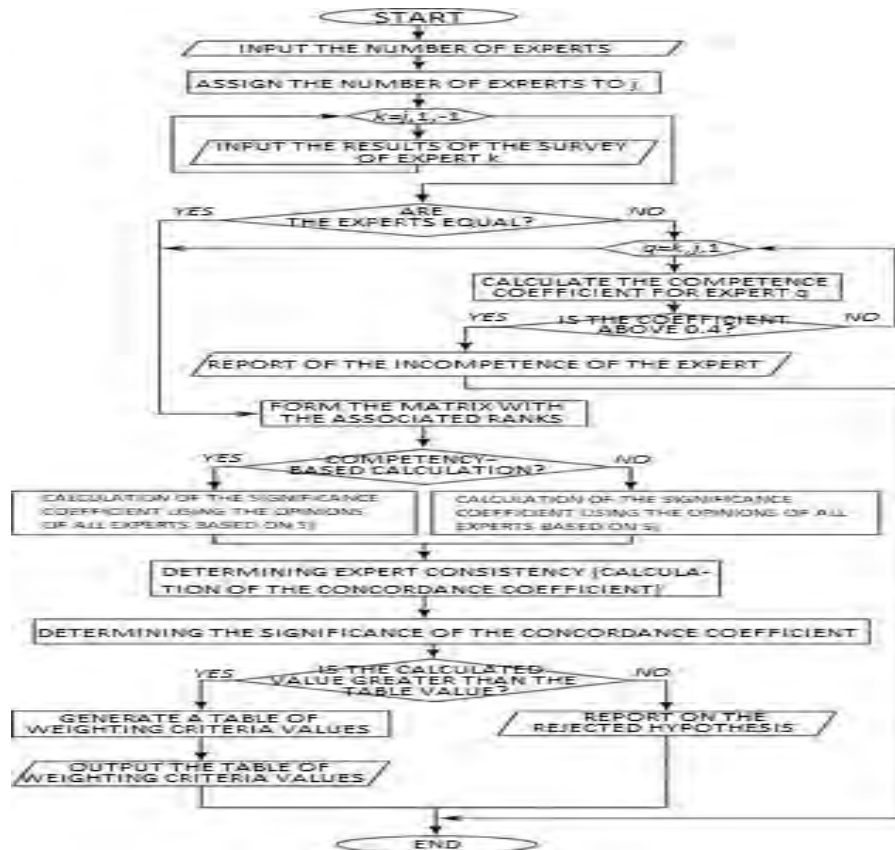 START
INPUT THE NUMBER OF EXPERTS
ASSIGN THE NUMBER OF EXPERTS TO j
k=j,1,-1
INPUT THE RESULTS OF THE SURVEY
OF EXPERT k
YES
ARE
THE EXPERTS EQUAL?
NO
q=k,j,1
CALCULATE THE COMPETENCE
COEFFICIENT FOR EXPERT q
YES
IS THE COEFFICIENT
ABOVE 0.4?
NO
REPORT OF THE INCOMPETENCE OF THE EXPERT
FORM THE MATRIX WITH
THE ASSOCIATED RANKS
YES
COMPETENCY-
BASED CALCULATION?
NO
CALCULATION OF THE SIGNIFICANCE
COEFFICIENT USING THE OPINIONS
OF ALL EXPERTS BASED ON
CALCULATION OF THE SIGNIFICANCE
COEFFICIENT USING THE OPINIONS OF ALL
EXPERTS BASED ON
DETERMINING EXPERT CONSISTENCY (CALCULA-
TION OF THE CONCORDANCE COEFFICIENT)
DETERMINING THE SIGNIFICANCE OF THE CONCORDANCE COEFFICIENT
YES
IS THE CALCULATED
VALUE GREATER THAN THE
TABLE VALUE?
NO
GENERATE A TABLE OF
WEIGHTING CRITERIA VALUES
REPORT ON THE
REJECTED HYPOTHESIS
OUTPUT THE TABLE OF
WEIGHTING CRITERIA VALUES
END